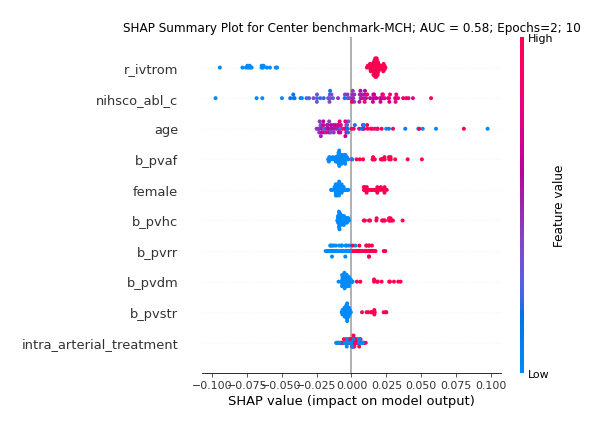 SHAP Summary Plot for Center benchmark-MCH; AUC = 0.58; Epochs=2; 10
High
r_ivtrom
nihsco_abl_c
age
b_pvaf
female
b_pvhc
b_pvrr
b_pvdm
b_pvstr
intra_arterial_treatment
Feature value
Low
−0.100 −0.075 −0.050 −0.025 0.000 0.025 0.050 0.075 0.100
SHAP value (impact on model output)